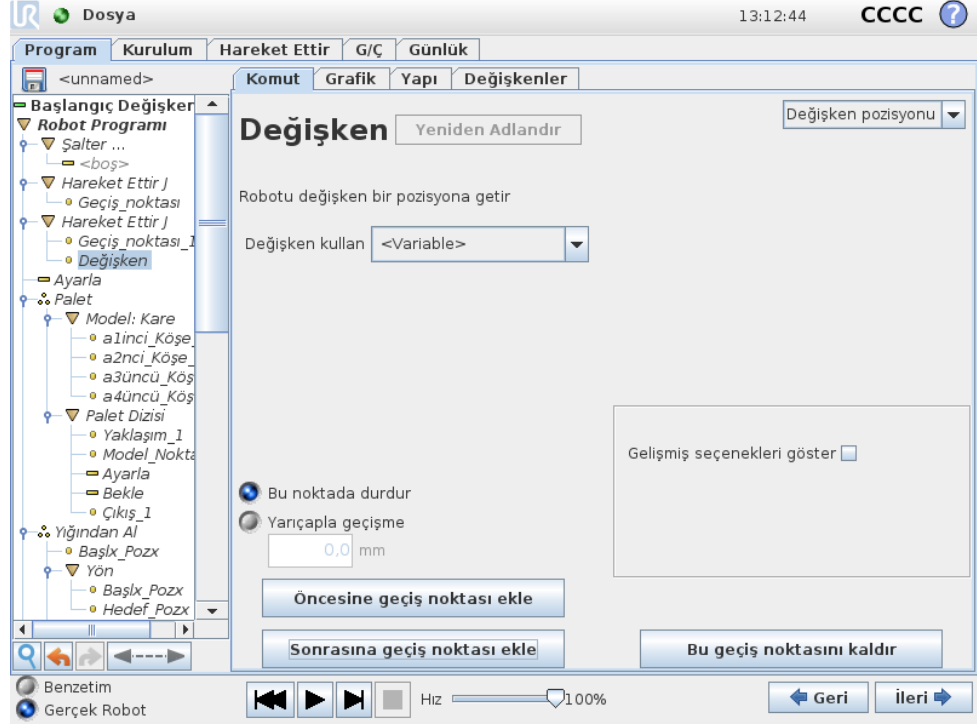 UR Dosya 13:12:44 CCCC ?
Program Kurulum Hareket Ettir G/Ç Günlük
<unnamed> Komut Grafik Yapı Değişkenler
Başlangıç Değişker
Robot Programı
Şalter ...
<boş>
Hareket Ettir J
Geçiş_noktası
Hareket Ettir J
Geçiş_noktası_1
Değişken
Ayarla
Palet
Model: Kare
a1inci_Köşe_
a2nci_Köşe_
a3üncü_Köş
a4üncü_Köş
Palet Dizisi
Yaklaşım_1
Model_Nokta
Ayarla
Bekle
Çıkış_1
Yığından Al
Başlx_Pozx
Yön
Başlx_Pozx
Hedef_Pozx
Değişken Yeniden Adlandır Değişken pozisyonu
Robotu değişken bir pozisyona getir
Değişken kullan <Variable>
Gelişmiş seçenekleri göster
Bu noktada durdur
Yarıçapla geçişme
0,0 mm
Öncesine geçiş noktası ekle
Sonrasına geçiş noktası ekle Bu geçiş noktasını kaldır
Benzetim
Gerçek Robot
Hız 100% Geri İleri